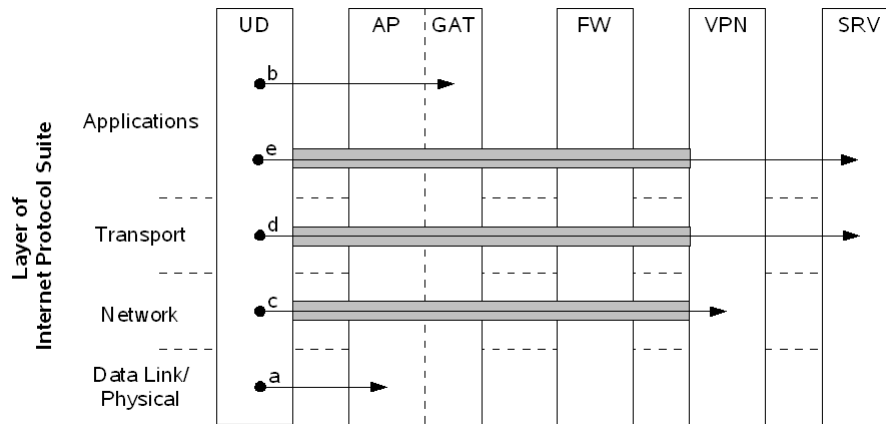 UD AP GAT FW VPN SRV
b
Applications
e
d
Transport
c
Network
a
Data Link/
Physical
Layer of
Internet Protocol Suite